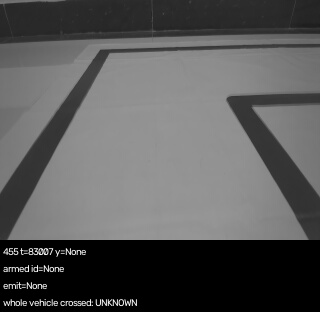 455 t=83007 y=None
armed id=None
emit=None
whole vehicle crossed: UNKNOWN